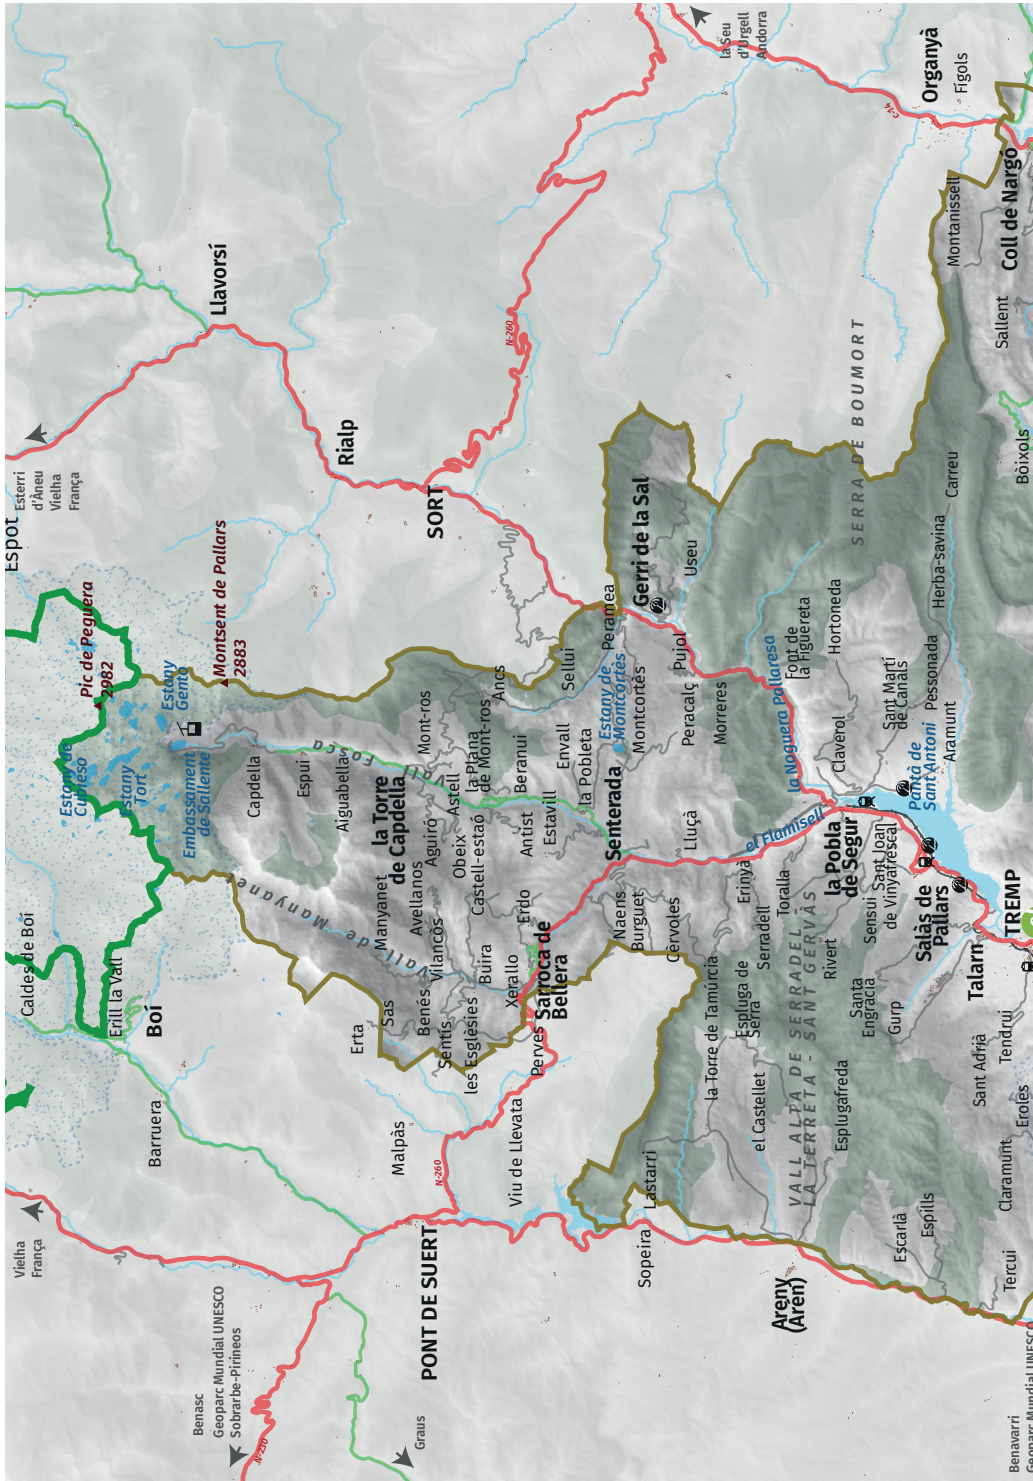 Vielha
França
Caldes de Boí
Espot
Esterri
d'Àneu
Vielha
França
Estany de
Cubieso
Pic de Peguera
2982
Erill la Vall
Boí
Barruera
Estany
Tort
Estany
Gento
Embassament
de Sallente
Montsent de Pallars
2883
Llavorsí
Benasc
Geoparc Mundial UNESCO
Sobrarbe-Pirineos
N-230
Capdella
Espui
Aiguabella
Vall Fosca
Vall de Manyanet
Rialp
Erta
Sas
Manyanet
la Torre
de Capdella
Malpàs
Graus
PONT DE SUERT
N-260
Benés
Avellanos
Vilancòs
Aguiró
Mont-ros
SORT
Sentis
Astell
Obeix
les Esglésies
Buira
Castell-estaó
la Plana
de Mont-ros
Ancs
Viu de Llevata
Xerallo
Erdo
Antist
Beranui
N-260
Perves
Sarroca de
Bellera
Estavill
Envall
Sellui
la Pobleta
Senterada
Estany de
Montcortès
Peramea
Naens
Burguet
Montcortès
Gerri de la Sal
Sopeira
Lastarri
Cérvoles
Pujol
Lluçà
Peracalç
Useu
la Torre de Tamúrcia
Morreres
Espluga de
Serra
Erinyà
Serradell
el Flamisell
la Noguera Pallaresa
el Castellet
Toralla
Font de
la Figuereta
Areny
(Arén)
VALL ALTA DE SERRADELL
LA TERRETA - SANT GERVÀS
Rivert
la Pobla
de Segur
Claverol
Hortoneda
SERRA DE BOUMORT
Esplugafreda
Santa
Engràcia
Sensui
Sant Joan
de Vinyafrescal
Sant Martí
de Canals
Gurp
Escarlà
Espills
Salàs de
Pallars
Pantà de
Sant Antoni
Pessonada
Aramunt
Herba-savina
Carreu
Montanissell
Talarn
Sant Adrià
Tendrui
TREMP
Claramunt
Eroles
Tercui
Benavarri
Geoparc Mundial UNESCO
Bóixols
Sallent
Coll de Nargó
Organyà
Fígols
C-14
la Seu
d'Urgell
Andorra